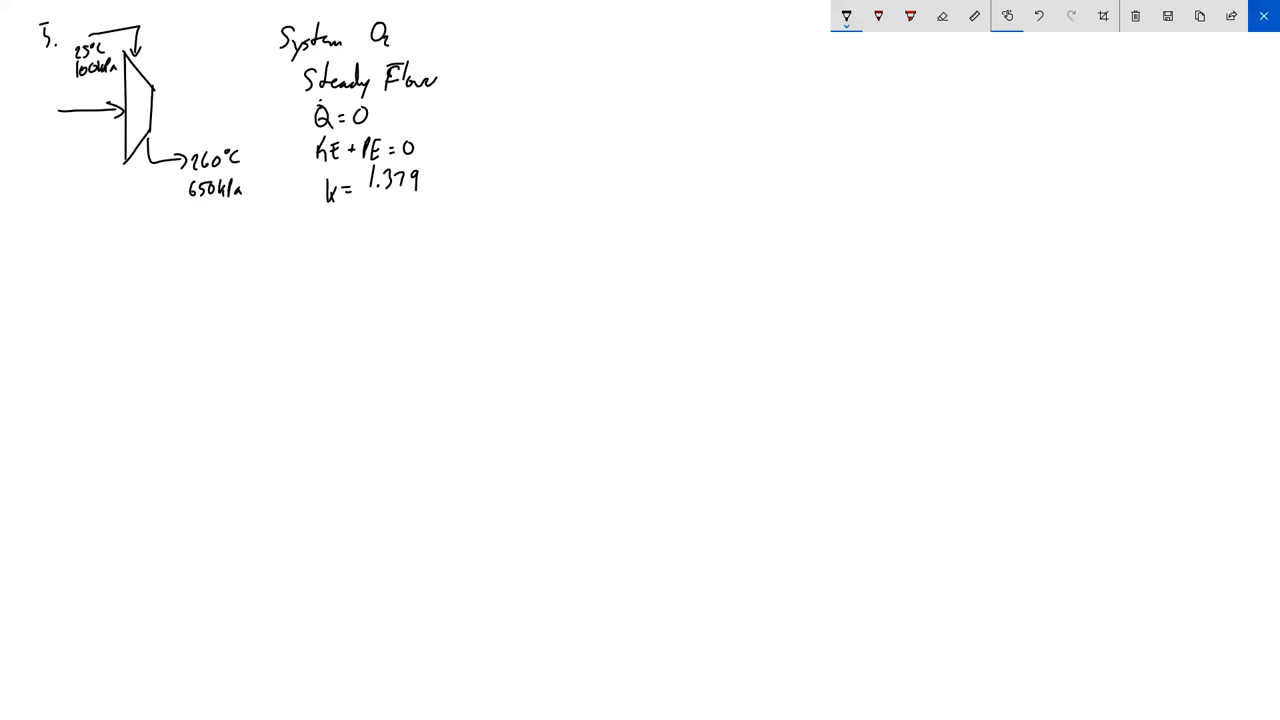 5.
25°C
100kPa
260°C
650kPa
System O₂
Steady Flow
Q̇ = 0
KE + PE = 0
k = 1.379